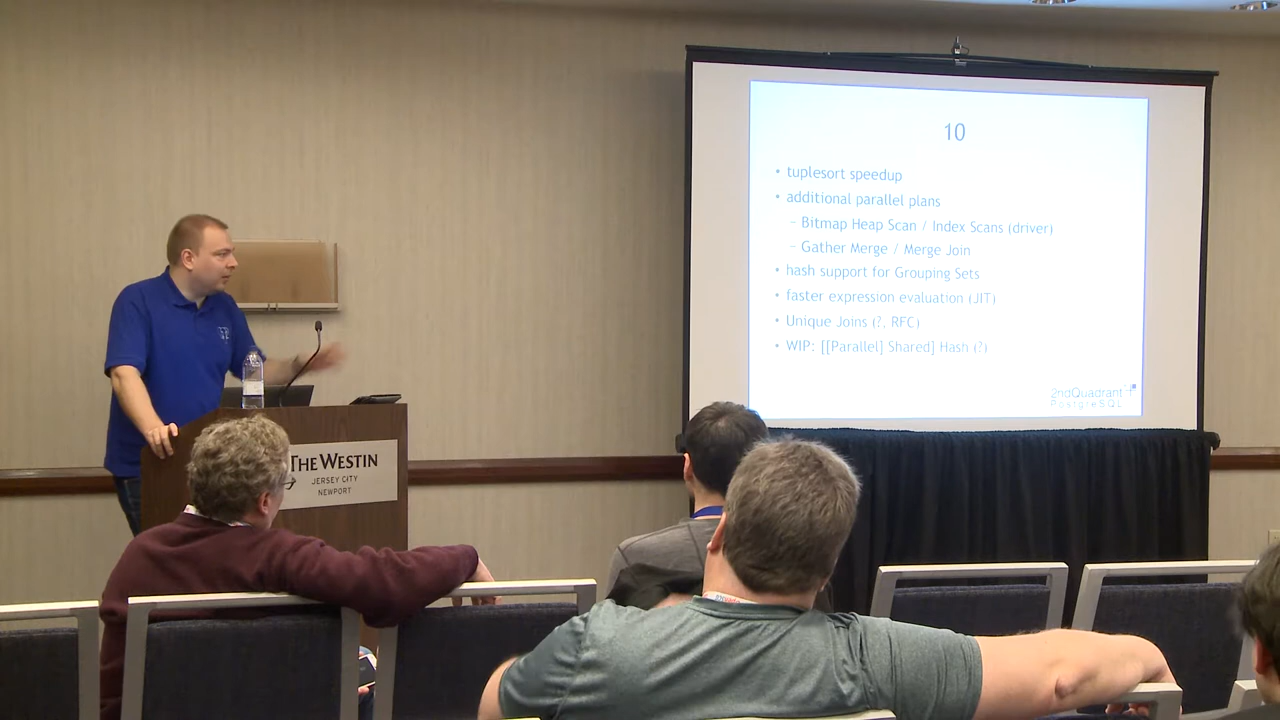 10
• tuplesort speedup
• additional parallel plans
– Bitmap Heap Scan / Index Scans (driver)
– Gather Merge / Merge Join
• hash support for Grouping Sets
• faster expression evaluation (JIT)
• Unique Joins (?, RFC)
• WIP: [[Parallel] Shared] Hash (?)
2ndQuadrant
PostgreSQL
THE WESTIN
JERSEY CITY
NEWPORT